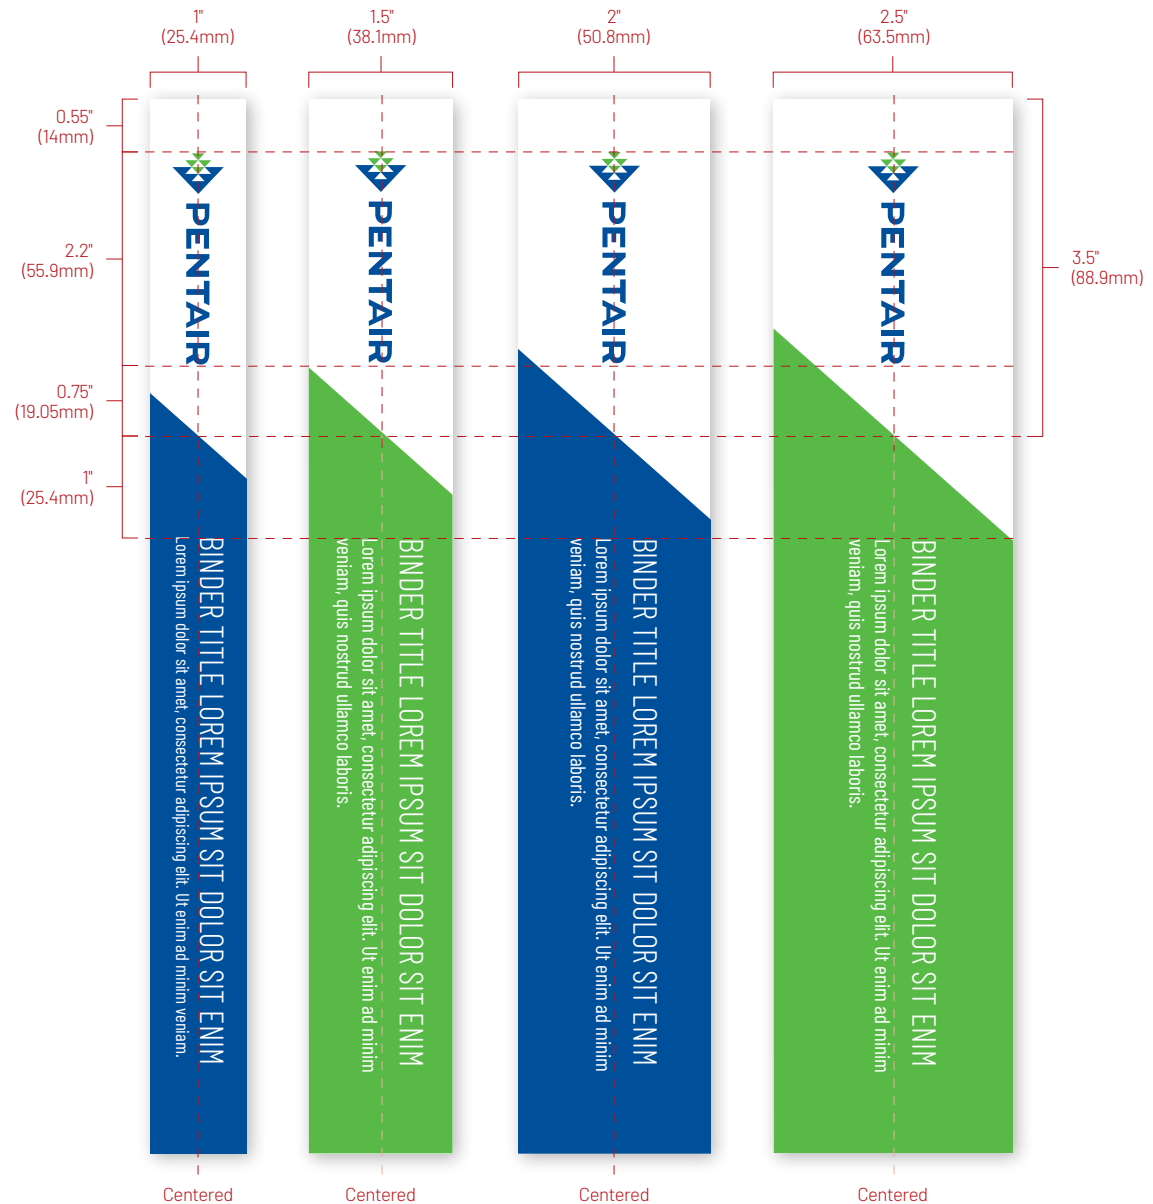 1"
(25.4mm)
1.5"
(38.1mm)
2"
(50.8mm)
2.5"
(63.5mm)
0.55"
(14mm)
2.2"
(55.9mm)
0.75"
(19.05mm)
1"
(25.4mm)
3.5"
(88.9mm)
PENTAIR
BINDER TITLE LOREM IPSUM SIT DOLOR SIT ENIM
Lorem ipsum dolor sit amet, consectetur adipiscing elit. Ut enim ad minim veniam.
PENTAIR
BINDER TITLE LOREM IPSUM SIT DOLOR SIT ENIM
Lorem ipsum dolor sit amet, consectetur adipiscing elit. Ut enim ad minim
veniam, quis nostrud ullamco laboris.
PENTAIR
BINDER TITLE LOREM IPSUM SIT DOLOR SIT ENIM
Lorem ipsum dolor sit amet, consectetur adipiscing elit. Ut enim ad minim
veniam, quis nostrud ullamco laboris.
PENTAIR
BINDER TITLE LOREM IPSUM SIT DOLOR SIT ENIM
Lorem ipsum dolor sit amet, consectetur adipiscing elit. Ut enim ad minim
veniam, quis nostrud ullamco laboris.
Centered
Centered
Centered
Centered